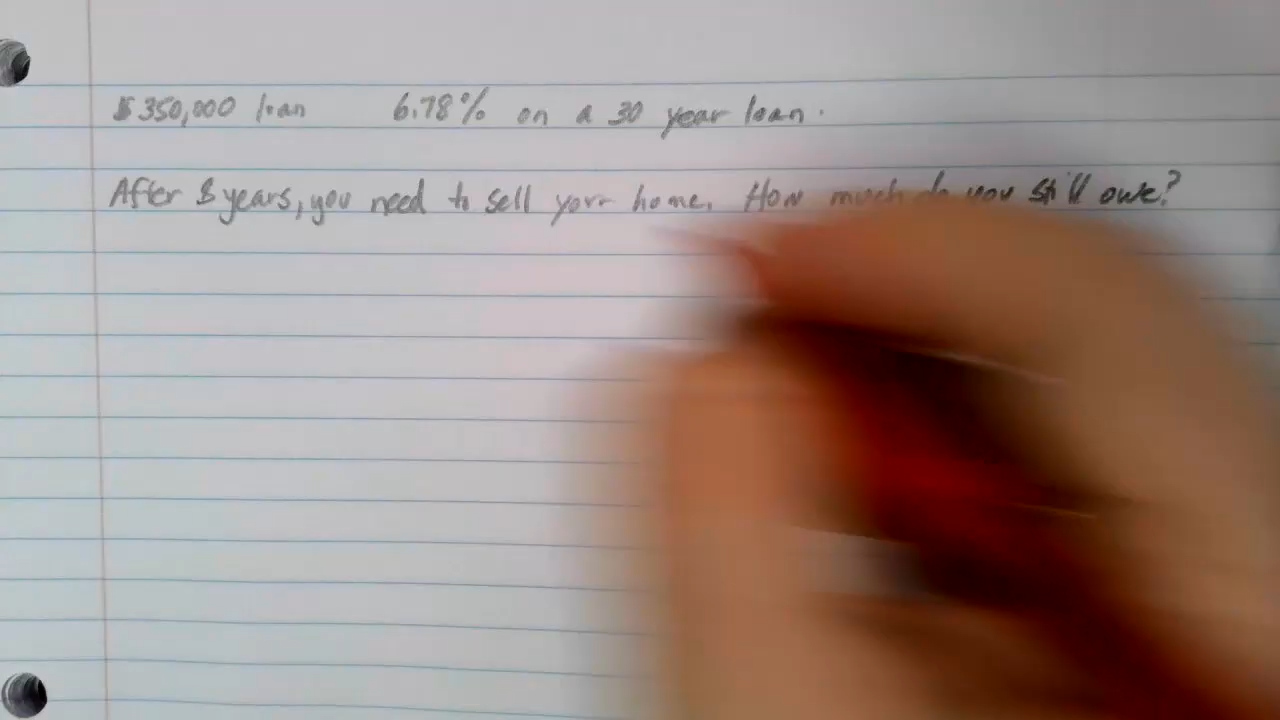 $350,000 loan 6.78% on a 30 year loan.
After 8 years, you need to sell your home. How much do you still owe?